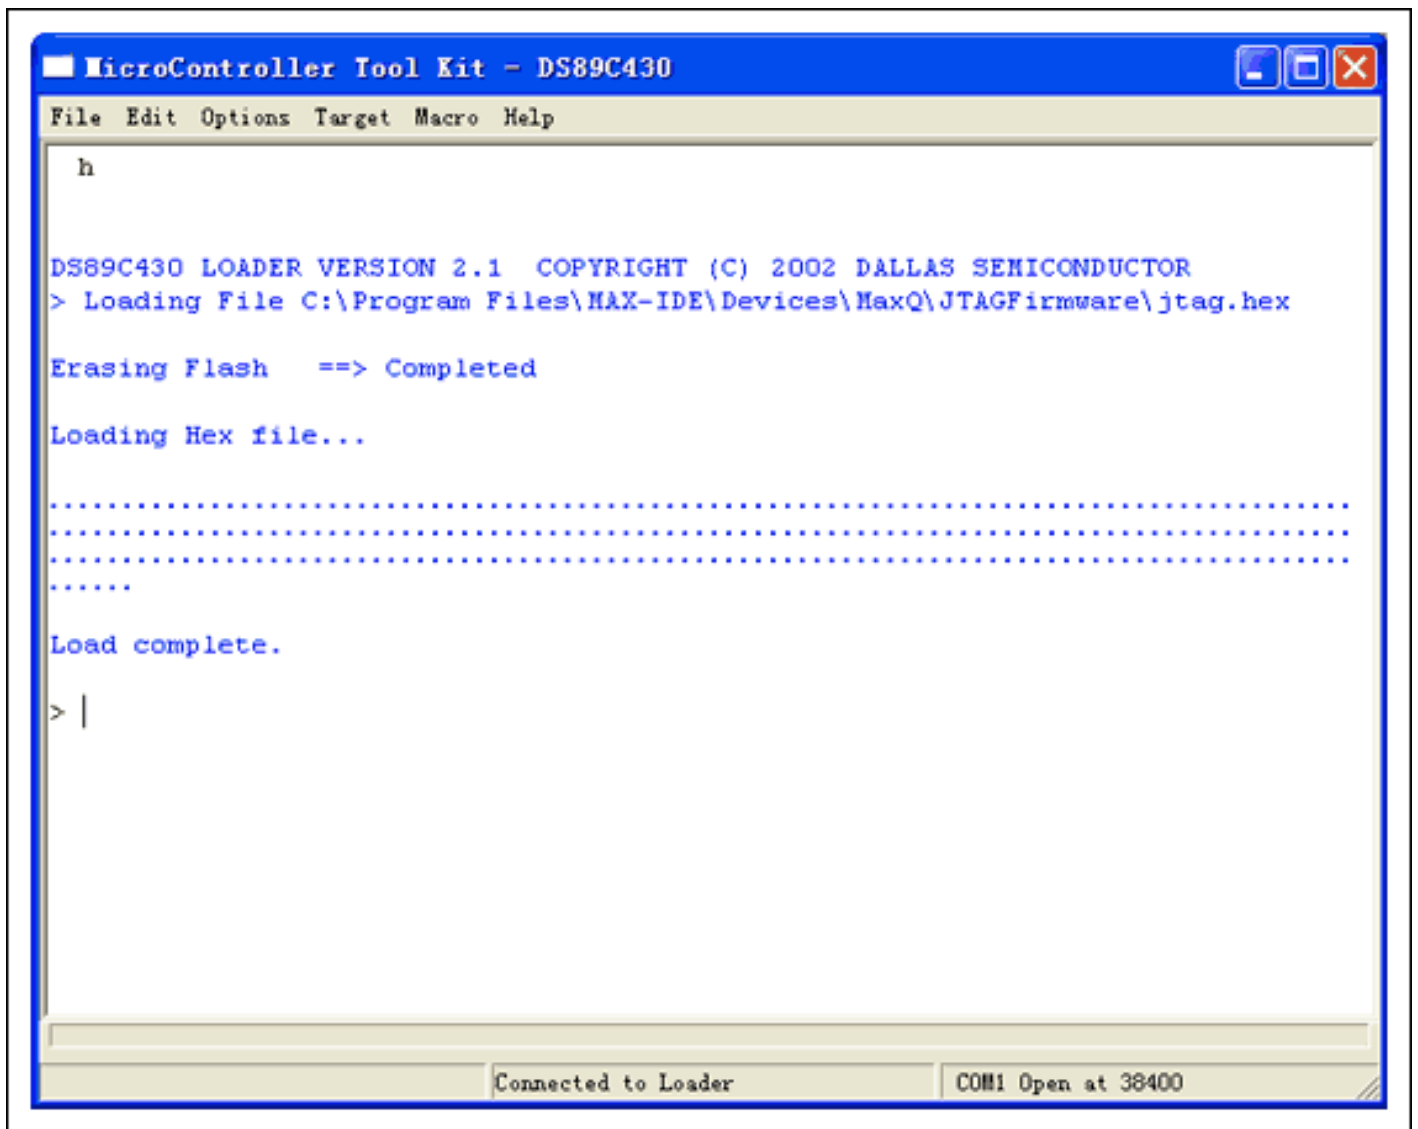 MicroController Tool Kit - DS89C430
File Edit Options Target Macro Help
h
DS89C430 LOADER VERSION 2.1  COPYRIGHT (C) 2002 DALLAS SEMICONDUCTOR
> Loading File C:\Program Files\MAX-IDE\Devices\MaxQ\JTAGFirmware\jtag.hex
Erasing Flash   ==> Completed
Loading Hex file...
.........................................................................................
.........................................................................................
.........................................................................................
......
Load complete.
>
Connected to Loader
COM1 Open at 38400